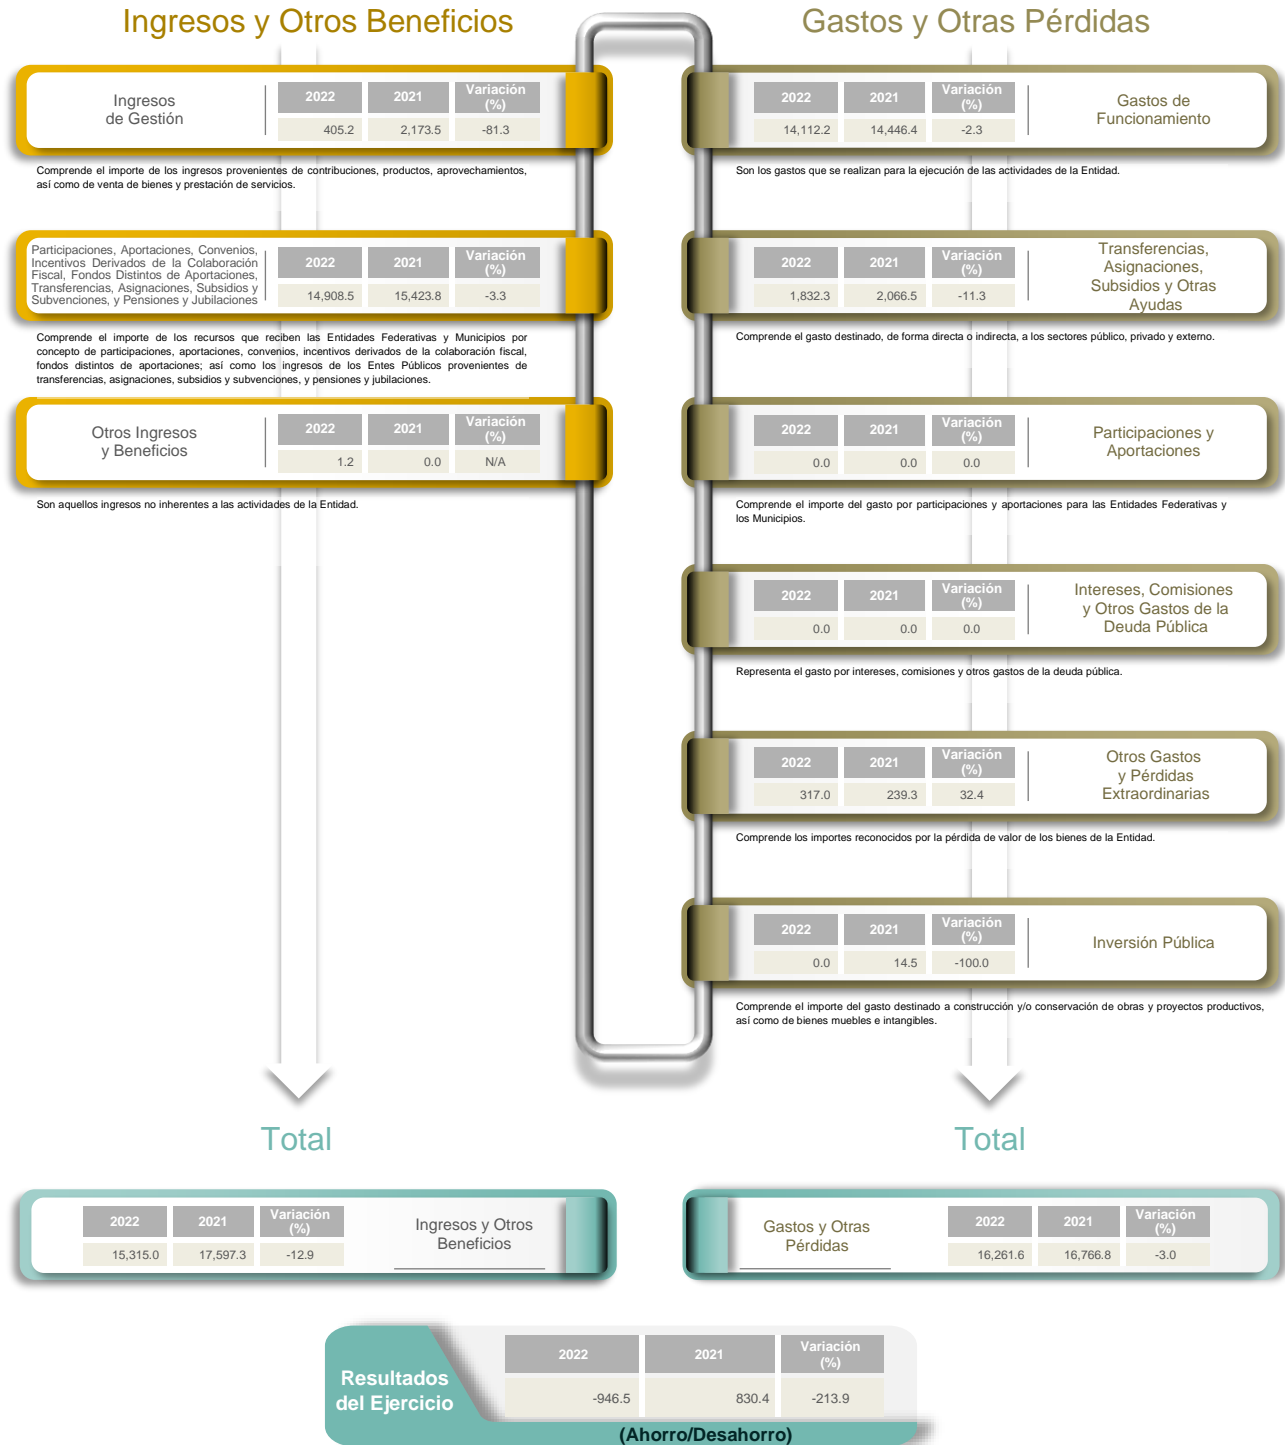 Ingresos y Otros Beneficios
Ingresos
de Gestión
2022 2021 Variación (%)
405.2 2,173.5 -81.3
Comprende el importe de los ingresos provenientes de contribuciones, productos, aprovechamientos,
así como de venta de bienes y prestación de servicios.
Participaciones, Aportaciones, Convenios,
Incentivos Derivados de la Colaboración
Fiscal, Fondos Distintos de Aportaciones,
Transferencias, Asignaciones, Subsidios y
Subvenciones, y Pensiones y Jubilaciones
2022 2021 Variación (%)
14,908.5 15,423.8 -3.3
Comprende el importe de los recursos que reciben las Entidades Federativas y Municipios por
concepto de participaciones, aportaciones, convenios, incentivos derivados de la colaboración fiscal,
fondos distintos de aportaciones; así como los ingresos de los Entes Públicos provenientes de
transferencias, asignaciones, subsidios y subvenciones, y pensiones y jubilaciones.
Otros Ingresos
y Beneficios
2022 2021 Variación (%)
1.2 0.0 N/A
Son aquellos ingresos no inherentes a las actividades de la Entidad.
Gastos y Otras Pérdidas
2022 2021 Variación (%)
14,112.2 14,446.4 -2.3
Gastos de
Funcionamiento
Son los gastos que se realizan para la ejecución de las actividades de la Entidad.
2022 2021 Variación (%)
1,832.3 2,066.5 -11.3
Transferencias,
Asignaciones,
Subsidios y Otras
Ayudas
Comprende el gasto destinado, de forma directa o indirecta, a los sectores público, privado y externo.
2022 2021 Variación (%)
0.0 0.0 0.0
Participaciones y
Aportaciones
Comprende el importe del gasto por participaciones y aportaciones para las Entidades Federativas y
los Municipios.
2022 2021 Variación (%)
0.0 0.0 0.0
Intereses, Comisiones
y Otros Gastos de la
Deuda Pública
Representa el gasto por intereses, comisiones y otros gastos de la deuda pública.
2022 2021 Variación (%)
317.0 239.3 32.4
Otros Gastos
y Pérdidas
Extraordinarias
Comprende los importes reconocidos por la pérdida de valor de los bienes de la Entidad.
2022 2021 Variación (%)
0.0 14.5 -100.0
Inversión Pública
Comprende el importe del gasto destinado a construcción y/o conservación de obras y proyectos productivos,
así como de bienes muebles e intangibles.
Total
2022 2021 Variación (%)
15,315.0 17,597.3 -12.9
Ingresos y Otros
Beneficios
Total
Gastos y Otras
Pérdidas
2022 2021 Variación (%)
16,261.6 16,766.8 -3.0
Resultados
del Ejercicio
2022 2021 Variación (%)
-946.5 830.4 -213.9
(Ahorro/Desahorro)